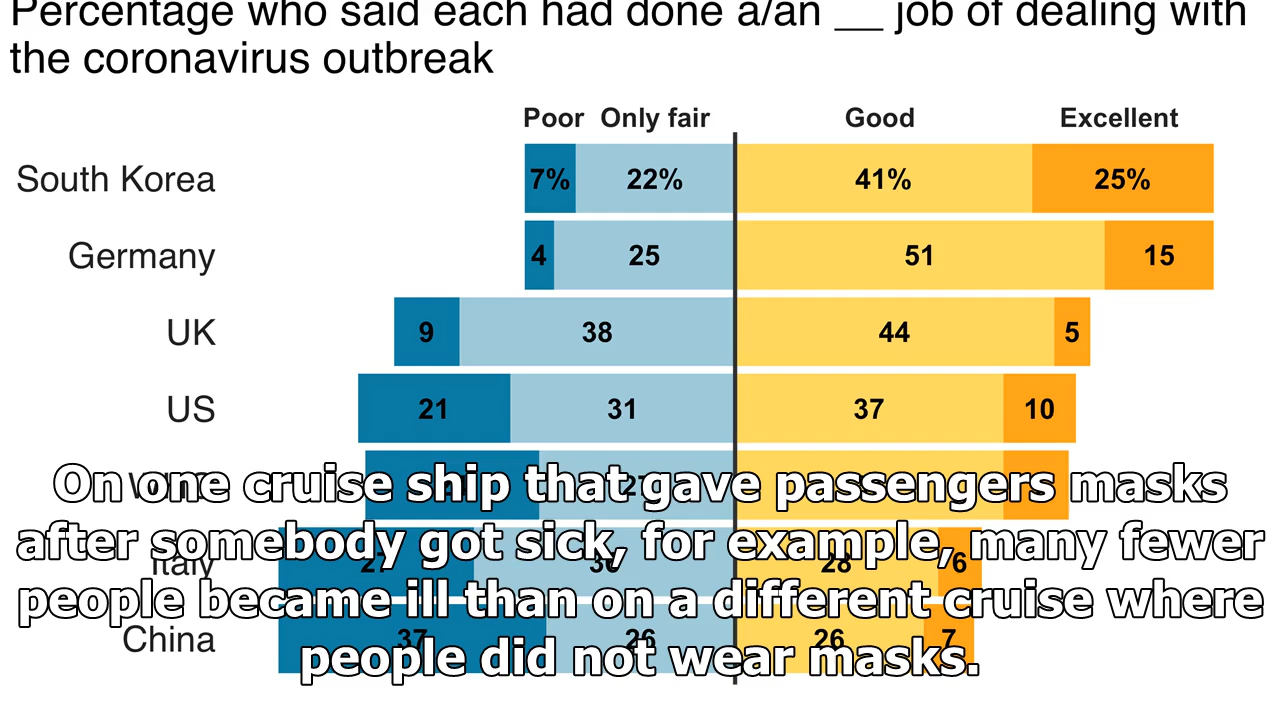 Percentage who said each had done a/an __ job of dealing with
the coronavirus outbreak
Poor Only fair Good Excellent
South Korea 7% 22% 41% 25%
Germany 4 25 51 15
UK 9 38 44 5
US 21 31 37 10
On one cruise ship that gave passengers masks
after somebody got sick, for example, many fewer
people became ill than on a different cruise where
people did not wear masks.
Italy 27 28 6
China 37 26 26 7